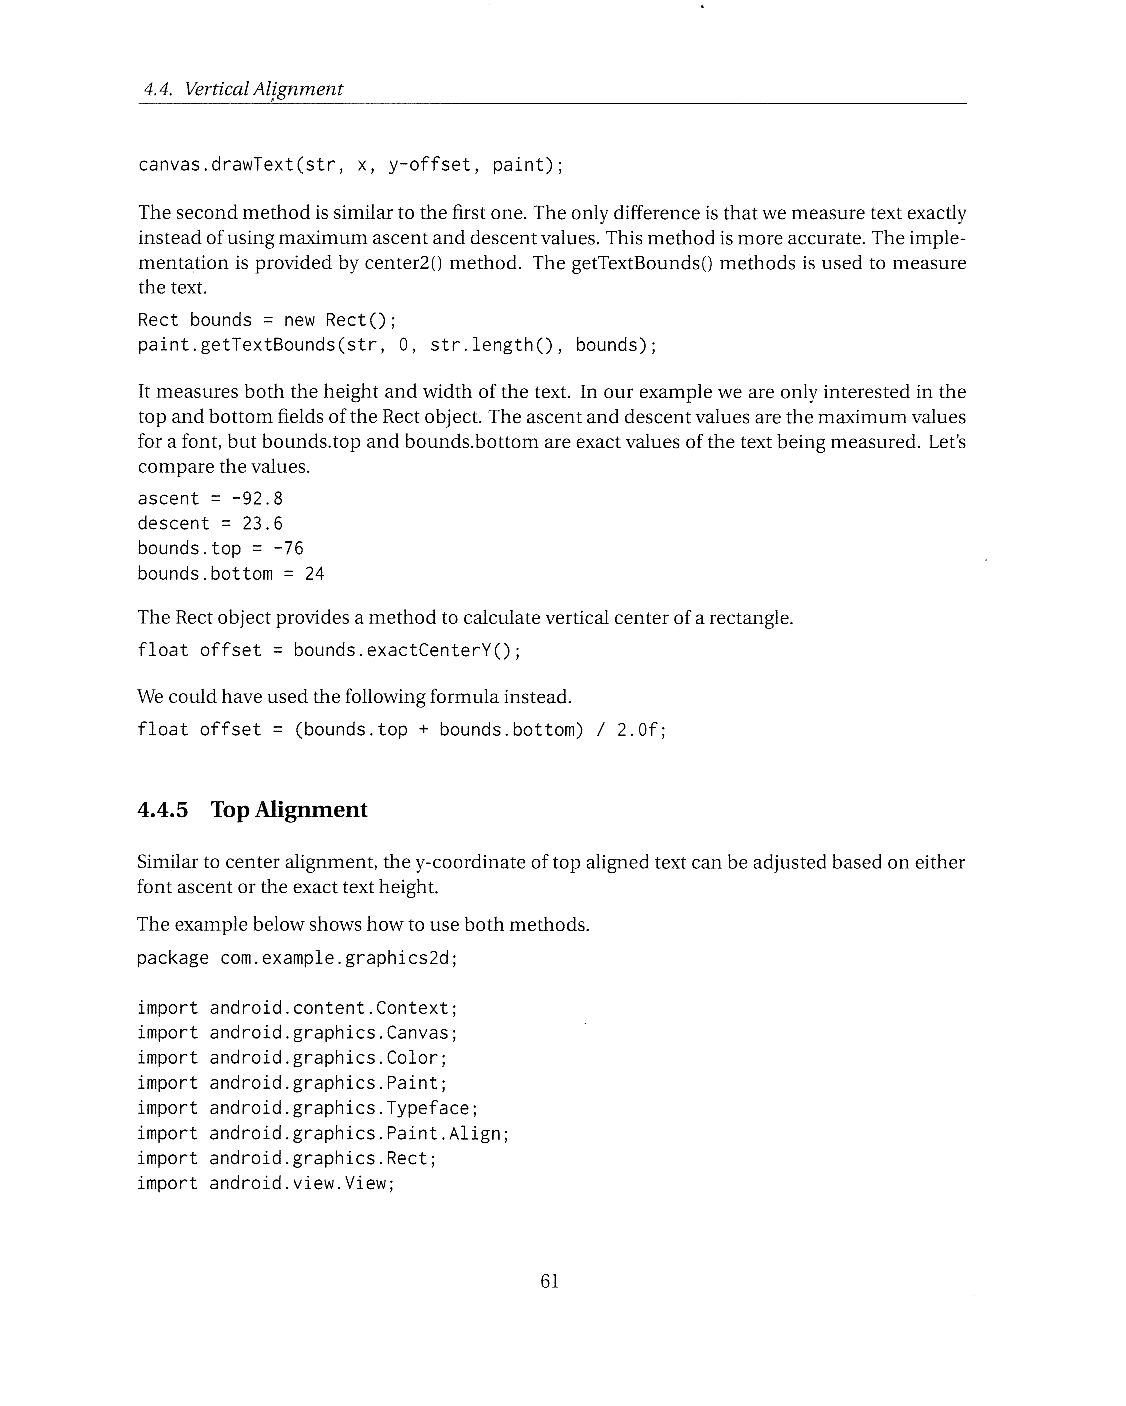 4.4. Vertical Alignment
canvas.drawText(str, x, y-offset, paint);
The second method is similar to the first one. The only difference is that we measure text exactly
instead of using maximum ascent and descent values. This method is more accurate. The imple-
mentation is provided by center2() method. The getTextBounds() methods is used to measure
the text.
Rect bounds = new Rect();
paint.getTextBounds(str, 0, str.length(), bounds);
It measures both the height and width of the text. In our example we are only interested in the
top and bottom fields of the Rect object. The ascent and descent values are the maximum values
for a font, but bounds.top and bounds.bottom are exact values of the text being measured. Let's
compare the values.
ascent = -92.8
descent = 23.6
bounds.top = -76
bounds.bottom = 24
The Rect object provides a method to calculate vertical center of a rectangle.
float offset = bounds.exactCenterY();
We could have used the following formula instead.
float offset = (bounds.top + bounds.bottom) / 2.0f;
4.4.5 Top Alignment
Similar to center alignment, the y-coordinate of top aligned text can be adjusted based on either
font ascent or the exact text height.
The example below shows how to use both methods.
package com.example.graphics2d;
import android.content.Context;
import android.graphics.Canvas;
import android.graphics.Color;
import android.graphics.Paint;
import android.graphics.Typeface;
import android.graphics.Paint.Align;
import android.graphics.Rect;
import android.view.View;
61